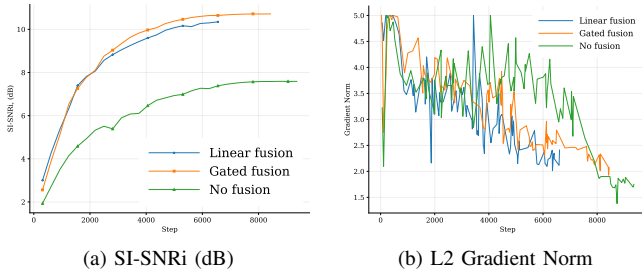 SI-SNRi, (dB)
10
8
6
4
2
0
2000
4000
6000
8000
Step
Linear fusion
Gated fusion
No fusion
(a) SI-SNRi (dB)
Gradient Norm
5.0
4.5
4.0
3.5
3.0
2.5
2.0
1.5
0
2000
4000
6000
8000
Step
Linear fusion
Gated fusion
No fusion
(b) L2 Gradient Norm